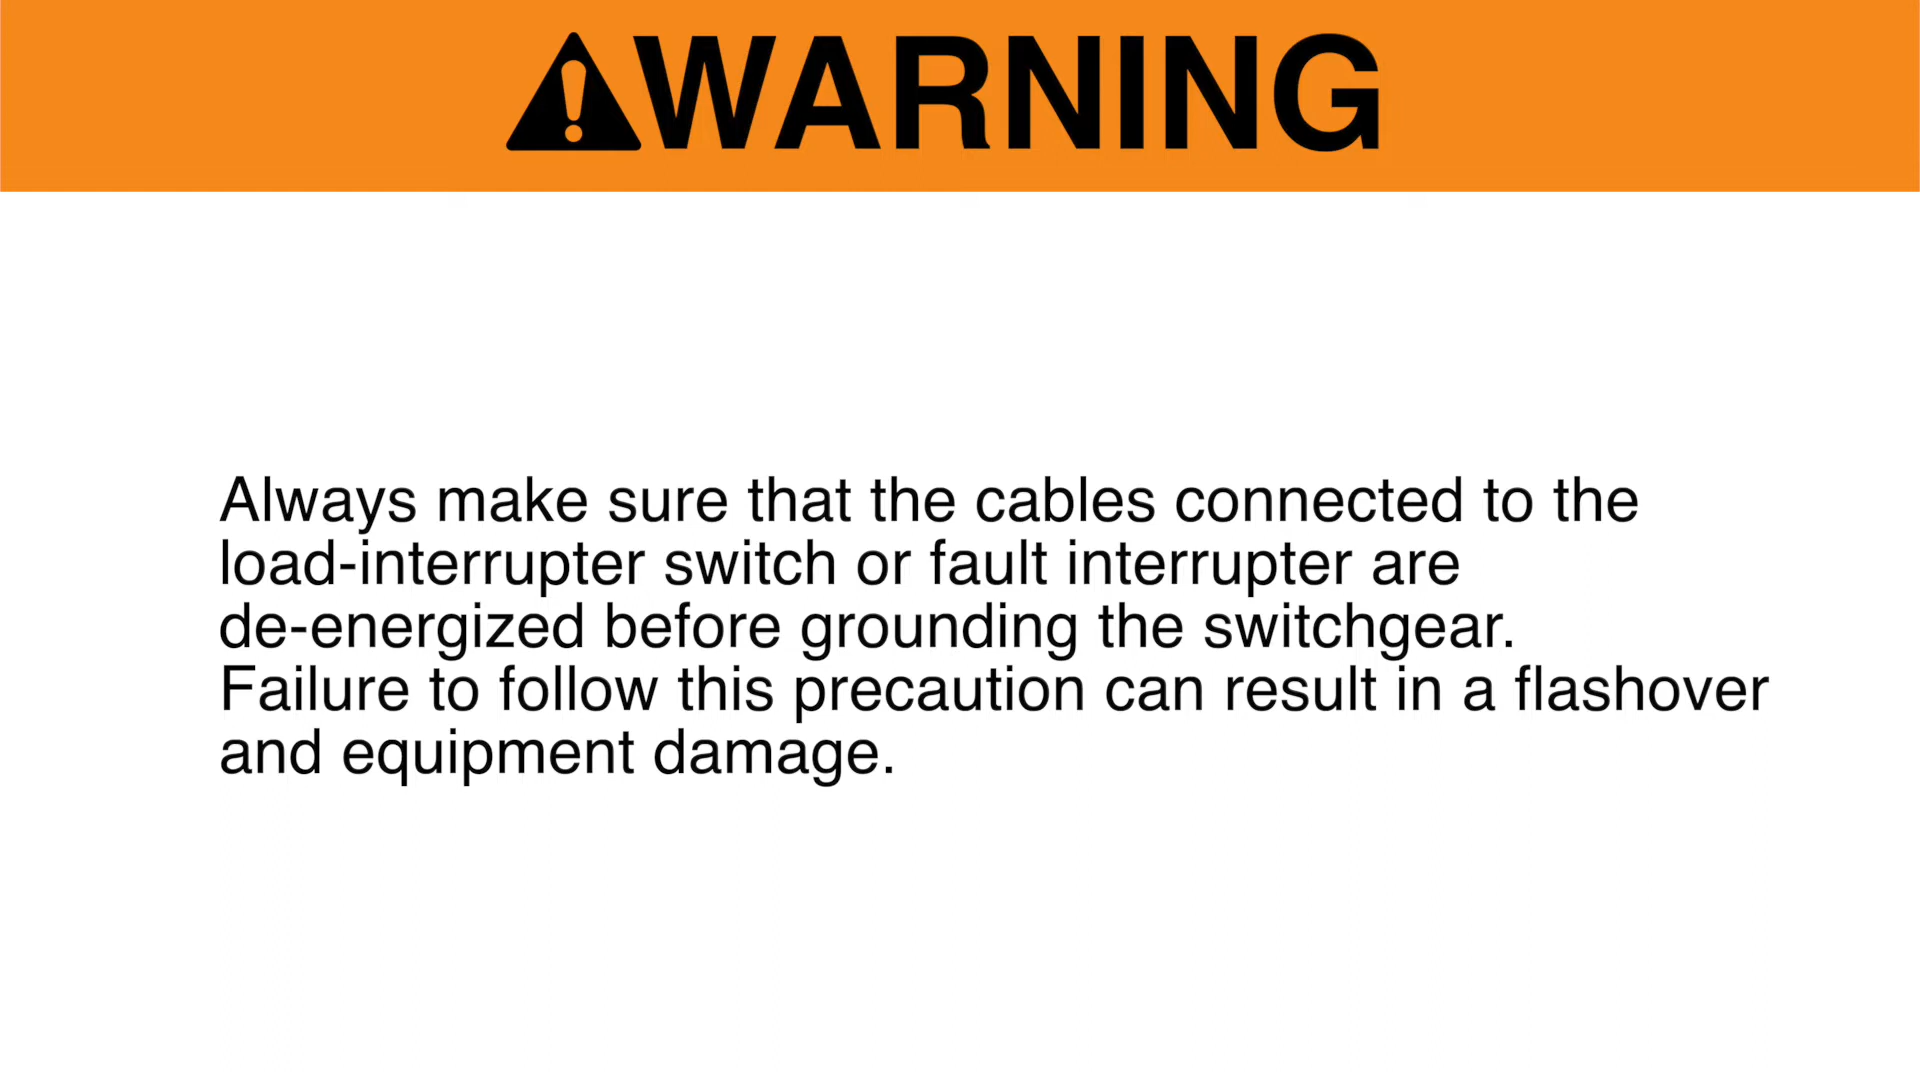 WARNING
Always make sure that the cables connected to the
load-interrupter switch or fault interrupter are
de-energized before grounding the switchgear.
Failure to follow this precaution can result in a flashover
and equipment damage.